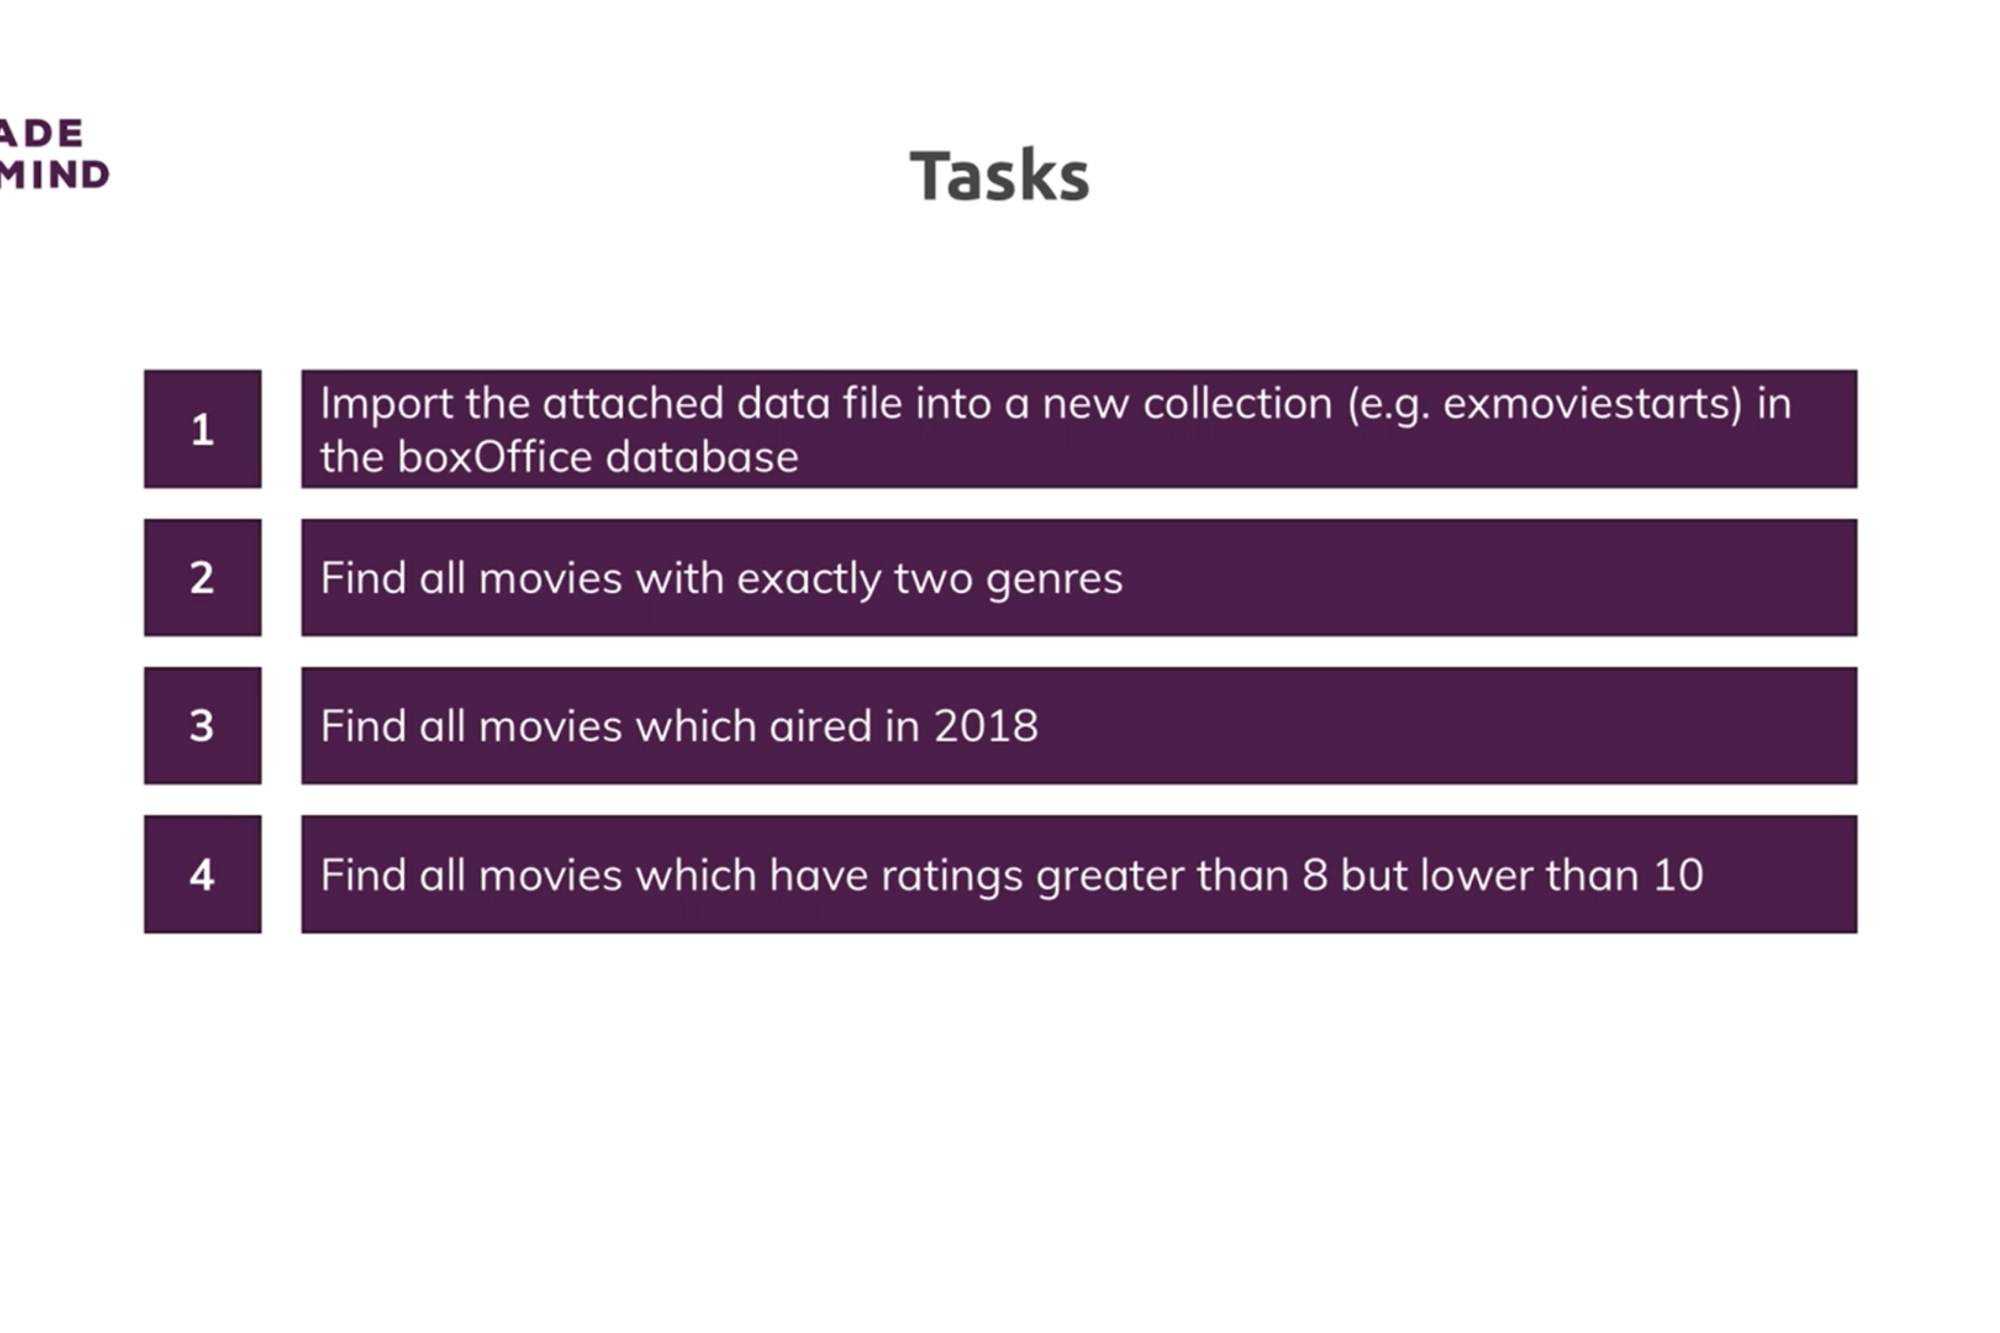 ADE
MIND
Tasks
1
Import the attached data file into a new collection (e.g. exmoviestarts) in
the boxOffice database
2
Find all movies with exactly two genres
3
Find all movies which aired in 2018
4
Find all movies which have ratings greater than 8 but lower than 10